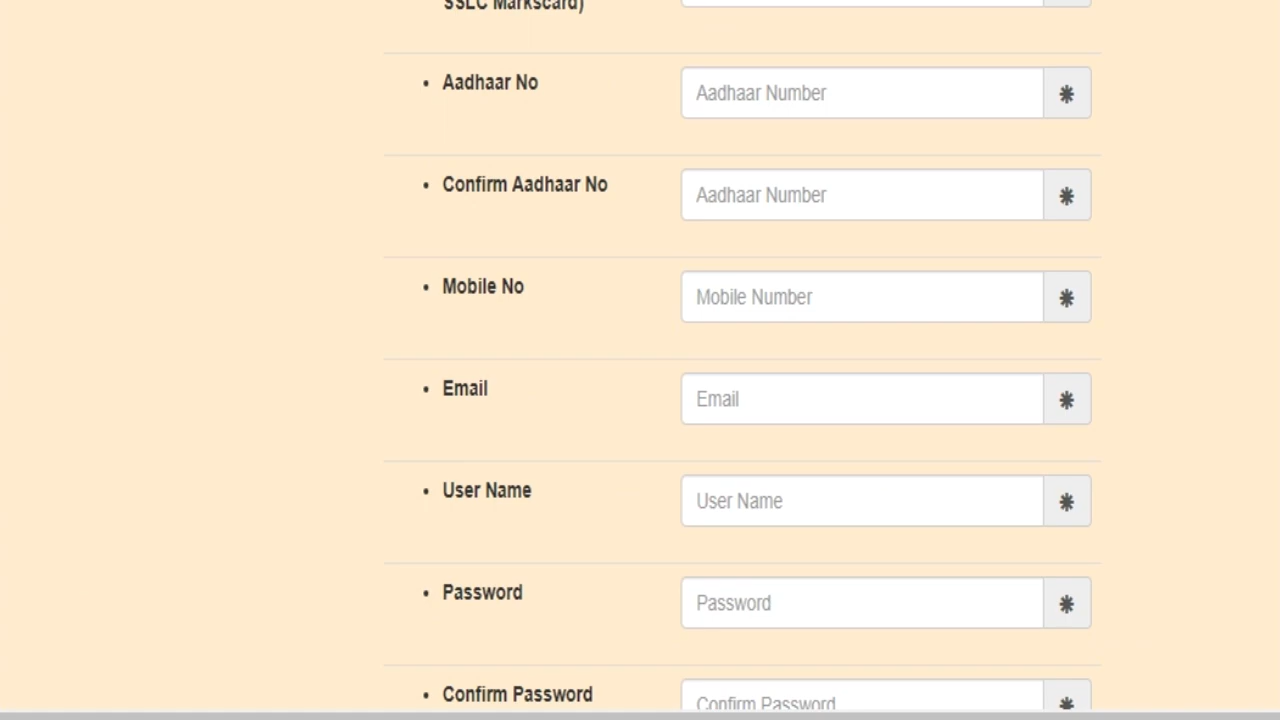 SSLC Markscard)
• Aadhaar No
Aadhaar Number
• Confirm Aadhaar No
Aadhaar Number
• Mobile No
Mobile Number
• Email
Email
• User Name
User Name
• Password
Password
• Confirm Password
Confirm Password